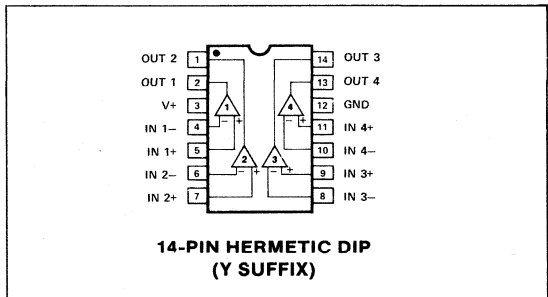 OUT 2 1 14 OUT 3
OUT 1 2 13 OUT 4
V+ 3 1 4 12 GND
IN 1− 4 − + − + 11 IN 4+
IN 1+ 5 10 IN 4−
2 3
IN 2− 6 − + − + 9 IN 3+
IN 2+ 7 8 IN 3−
14-PIN HERMETIC DIP
(Y SUFFIX)